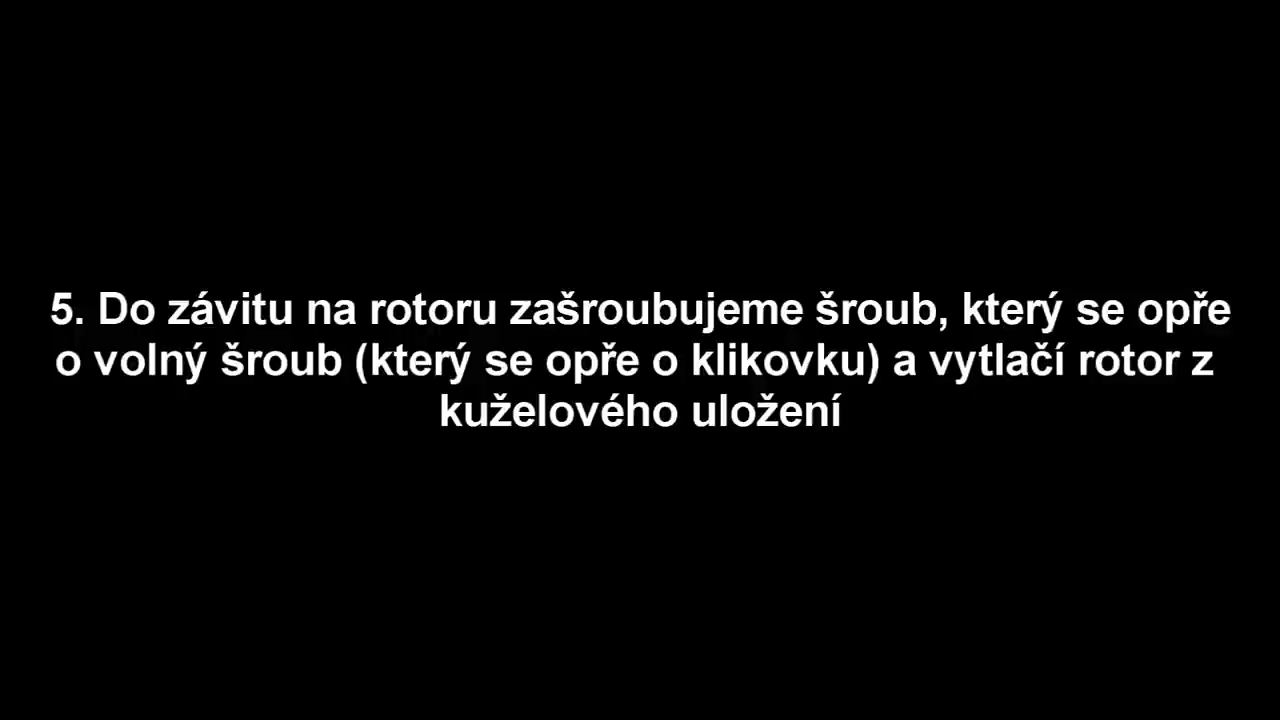 5. Do závitu na rotoru zašroubujeme šroub, který se opře
o volný šroub (který se opře o klikovku) a vytlačí rotor z
kuželového uložení